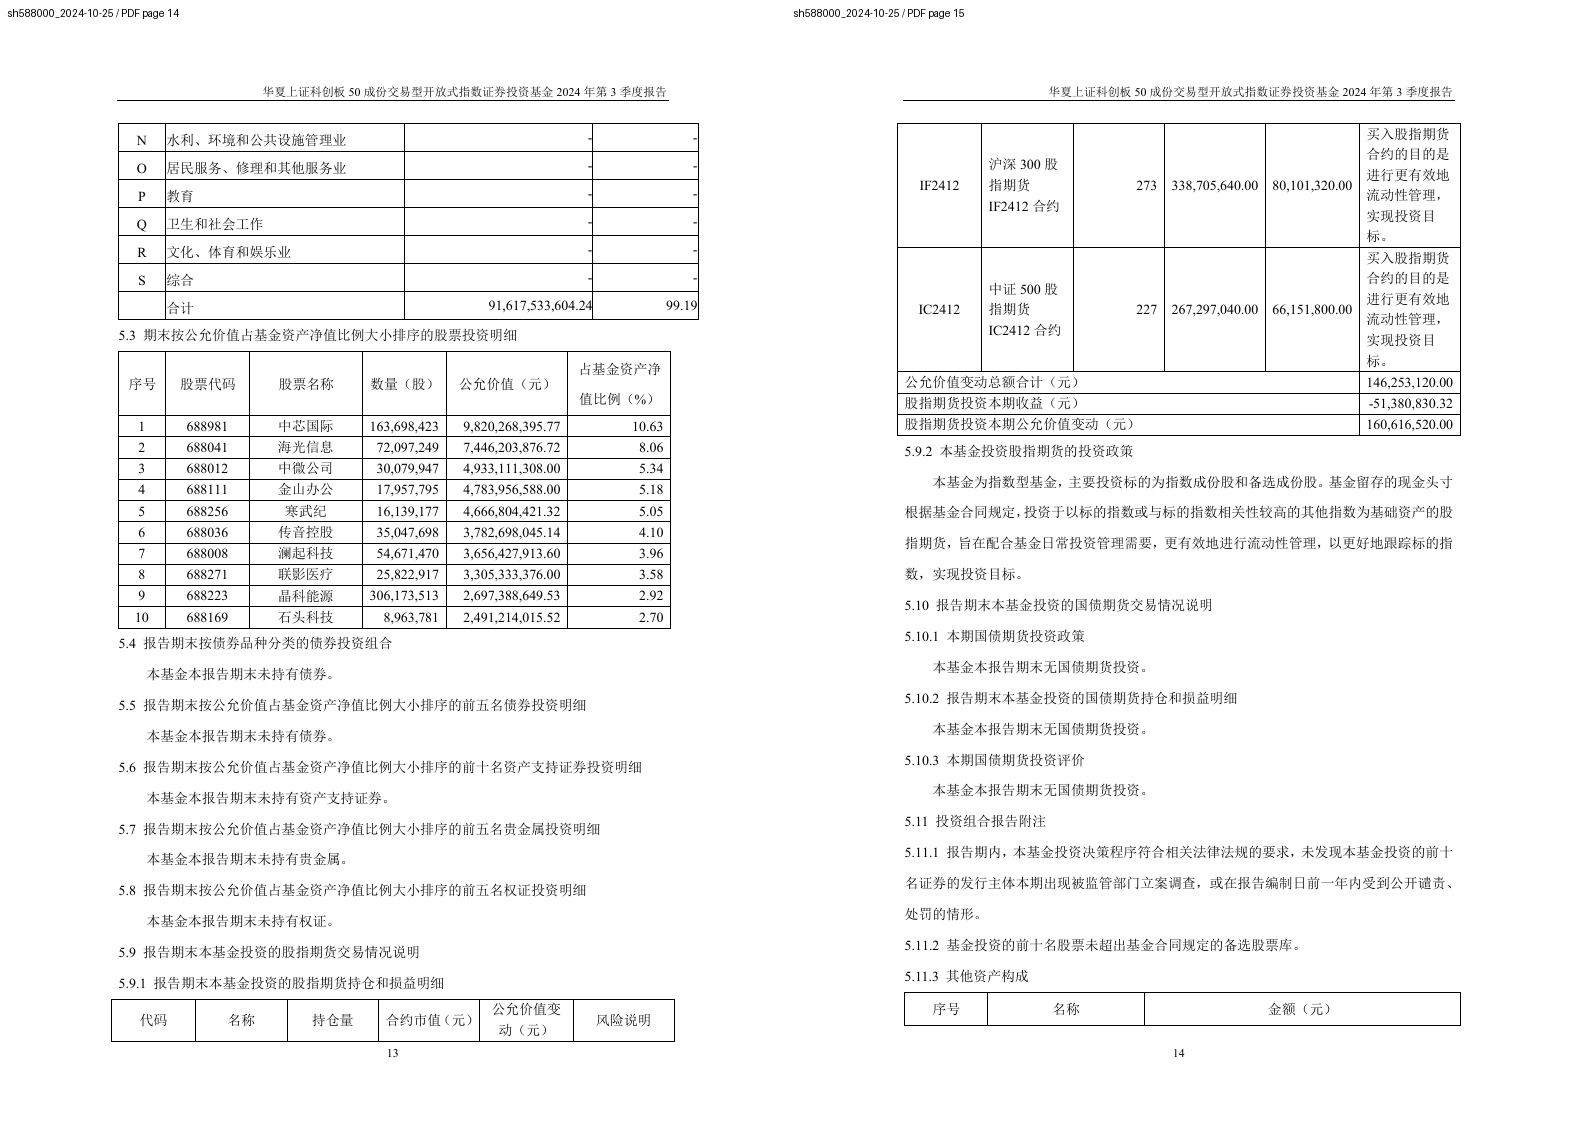 sh588000_2024-10-25 / PDF page 14
华夏上证科创板 50 成份交易型开放式指数证券投资基金 2024 年第 3 季度报告
N 水利、环境和公共设施管理业 - -
O 居民服务、修理和其他服务业 - -
P 教育 - -
Q 卫生和社会工作 - -
R 文化、体育和娱乐业 - -
S 综合 - -
合计 91,617,533,604.24 99.19
5.3 期末按公允价值占基金资产净值比例大小排序的股票投资明细
序号 股票代码 股票名称 数量（股） 公允价值（元） 占基金资产净
值比例（%）
1 688981 中芯国际 163,698,423 9,820,268,395.77 10.63
2 688041 海光信息 72,097,249 7,446,203,876.72 8.06
3 688012 中微公司 30,079,947 4,933,111,308.00 5.34
4 688111 金山办公 17,957,795 4,783,956,588.00 5.18
5 688256 寒武纪 16,139,177 4,666,804,421.32 5.05
6 688036 传音控股 35,047,698 3,782,698,045.14 4.10
7 688008 澜起科技 54,671,470 3,656,427,913.60 3.96
8 688271 联影医疗 25,822,917 3,305,333,376.00 3.58
9 688223 晶科能源 306,173,513 2,697,388,649.53 2.92
10 688169 石头科技 8,963,781 2,491,214,015.52 2.70
5.4 报告期末按债券品种分类的债券投资组合
本基金本报告期末未持有债券。
5.5 报告期末按公允价值占基金资产净值比例大小排序的前五名债券投资明细
本基金本报告期末未持有债券。
5.6 报告期末按公允价值占基金资产净值比例大小排序的前十名资产支持证券投资明细
本基金本报告期末未持有资产支持证券。
5.7 报告期末按公允价值占基金资产净值比例大小排序的前五名贵金属投资明细
本基金本报告期末未持有贵金属。
5.8 报告期末按公允价值占基金资产净值比例大小排序的前五名权证投资明细
本基金本报告期末未持有权证。
5.9 报告期末本基金投资的股指期货交易情况说明
5.9.1 报告期末本基金投资的股指期货持仓和损益明细
代码 名称 持仓量 合约市值（元） 公允价值变
动（元） 风险说明
13
sh588000_2024-10-25 / PDF page 15
华夏上证科创板 50 成份交易型开放式指数证券投资基金 2024 年第 3 季度报告
IF2412 沪深 300 股
指期货
IF2412 合约 273 338,705,640.00 80,101,320.00 买入股指期货
合约的目的是
进行更有效地
流动性管理，
实现投资目
标。
IC2412 中证 500 股
指期货
IC2412 合约 227 267,297,040.00 66,151,800.00 买入股指期货
合约的目的是
进行更有效地
流动性管理，
实现投资目
标。
公允价值变动总额合计（元） 146,253,120.00
股指期货投资本期收益（元） -51,380,830.32
股指期货投资本期公允价值变动（元） 160,616,520.00
5.9.2 本基金投资股指期货的投资政策
本基金为指数型基金，主要投资标的为指数成份股和备选成份股。基金留存的现金头寸
根据基金合同规定，投资于以标的指数或与标的指数相关性较高的其他指数为基础资产的股
指期货，旨在配合基金日常投资管理需要，更有效地进行流动性管理，以更好地跟踪标的指
数，实现投资目标。
5.10 报告期末本基金投资的国债期货交易情况说明
5.10.1 本期国债期货投资政策
本基金本报告期末无国债期货投资。
5.10.2 报告期末本基金投资的国债期货持仓和损益明细
本基金本报告期末无国债期货投资。
5.10.3 本期国债期货投资评价
本基金本报告期末无国债期货投资。
5.11 投资组合报告附注
5.11.1 报告期内，本基金投资决策程序符合相关法律法规的要求，未发现本基金投资的前十
名证券的发行主体本期出现被监管部门立案调查，或在报告编制日前一年内受到公开谴责、
处罚的情形。
5.11.2 基金投资的前十名股票未超出基金合同规定的备选股票库。
5.11.3 其他资产构成
序号 名称 金额（元）
14